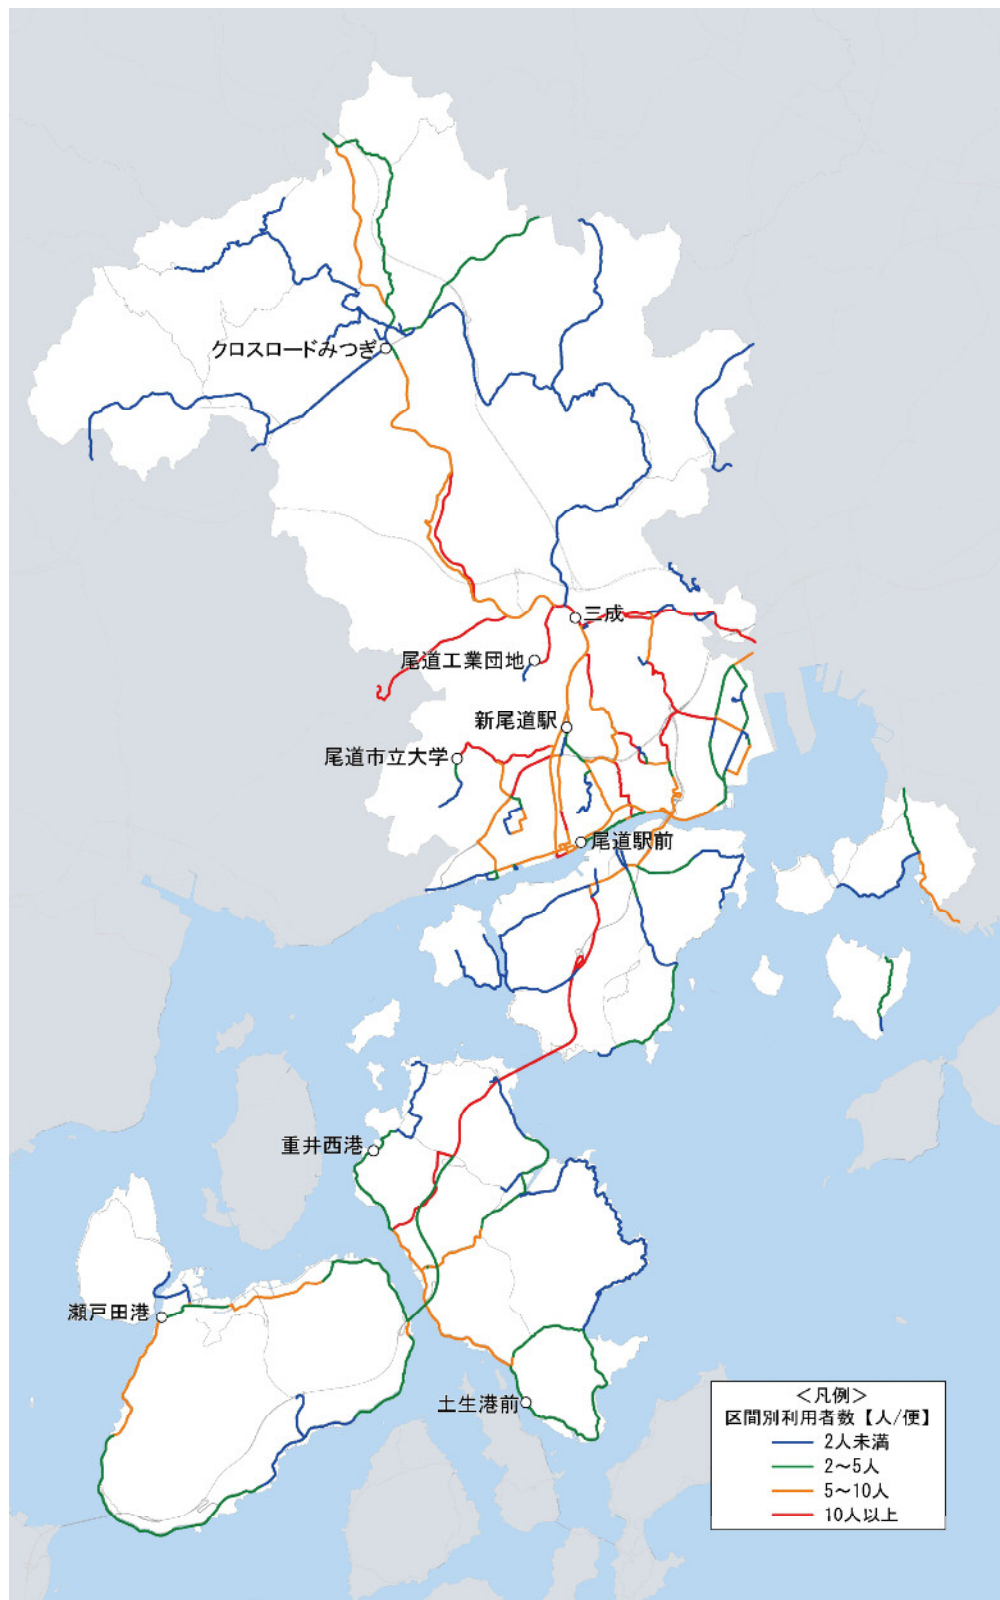 クロスロードみつぎ
三成
尾道工業団地
新尾道駅
尾道市立大学
尾道駅前
重井西港
瀬戸田港
土生港前
＜凡例＞
区間別利用者数【人/便】
2人未満
2～5人
5～10人
10人以上